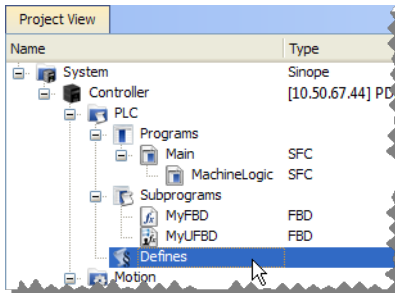 Project View
Name Type
System Sinope
Controller [10.50.67.44] PD
PLC
Programs
Main SFC
MachineLogic SFC
Subprograms
MyFBD FBD
MyUFBD FBD
Defines
Motion